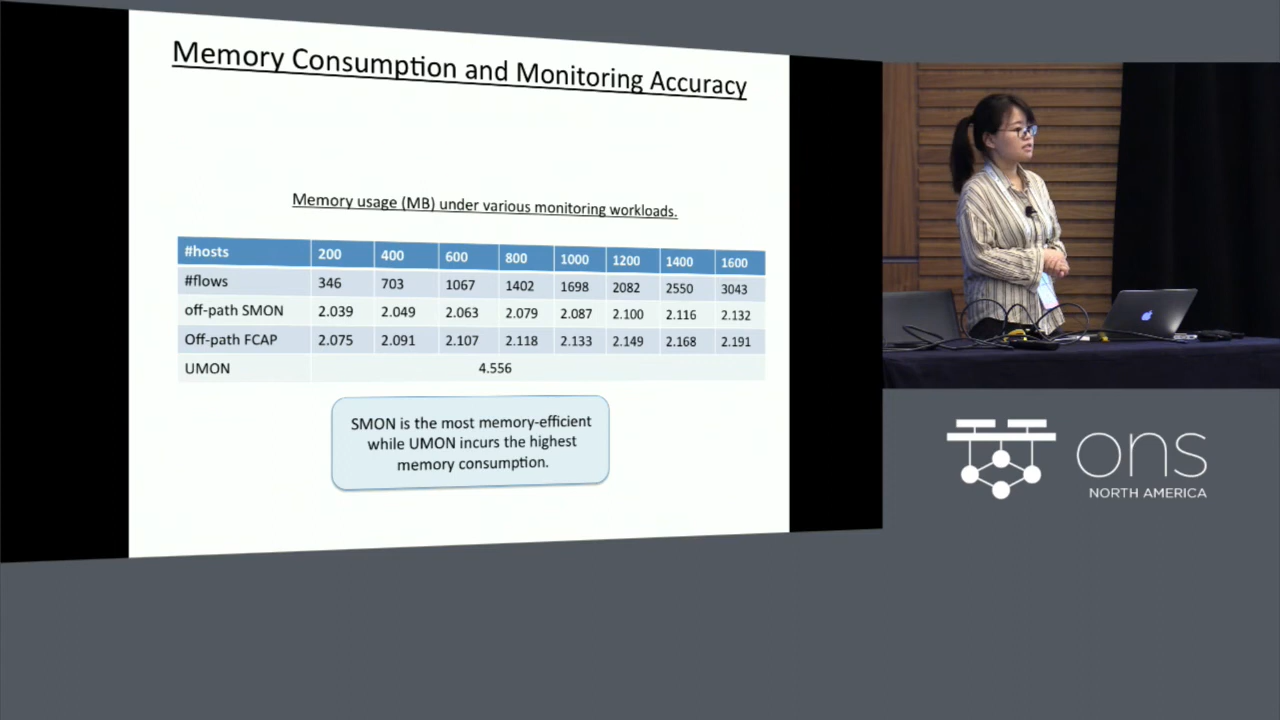 Memory Consumption and Monitoring Accuracy
Memory usage (MB) under various monitoring workloads.
#hosts 200 400 600 800 1000 1200 1400 1600
#flows 346 703 1067 1402 1698 2082 2550 3043
off-path SMON 2.039 2.049 2.063 2.079 2.087 2.100 2.116 2.132
Off-path FCAP 2.075 2.091 2.107 2.118 2.133 2.149 2.168 2.191
UMON 4.556
SMON is the most memory-efficient
while UMON incurs the highest
memory consumption.
ons
NORTH AMERICA